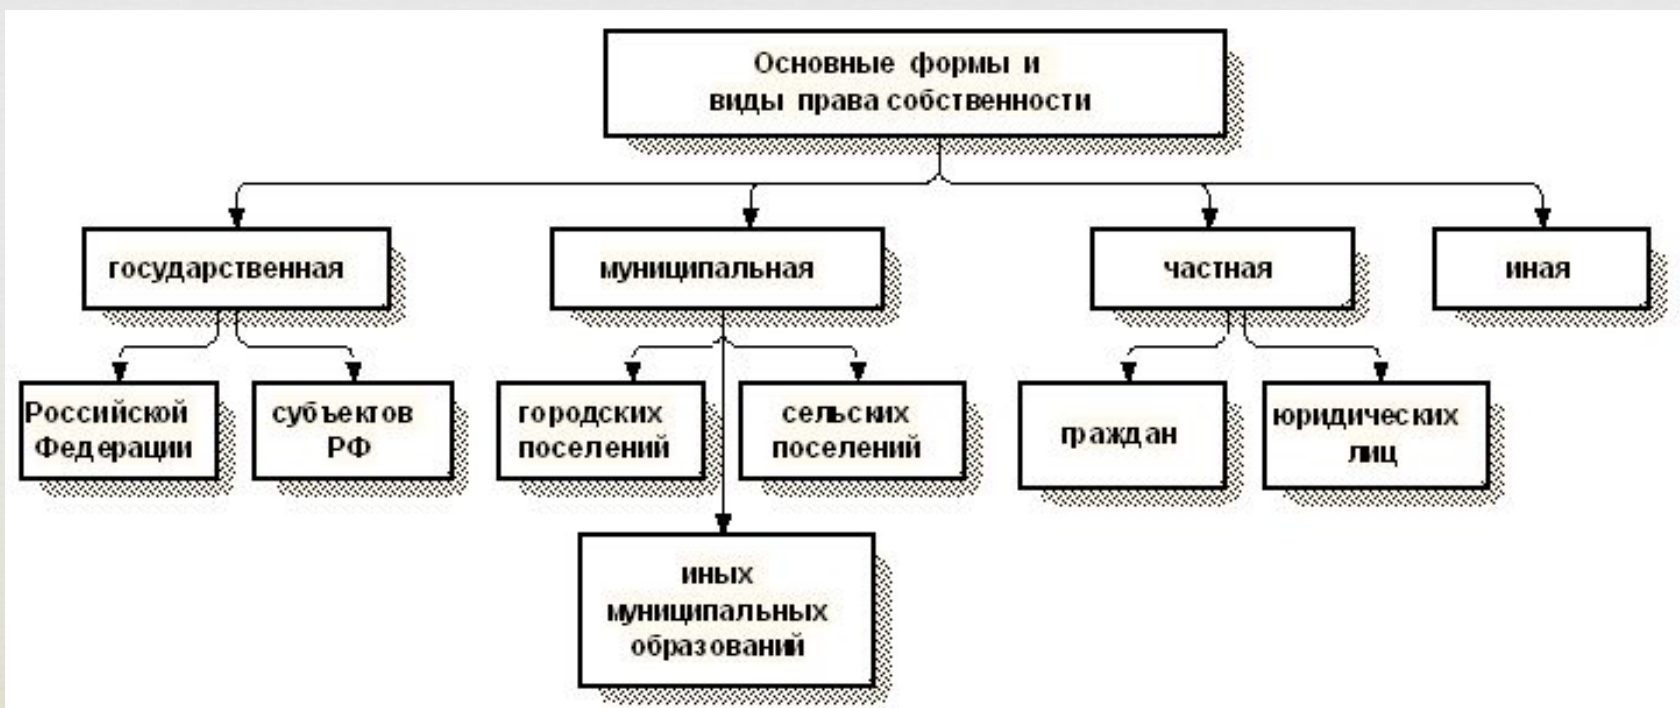 Основные формы и
виды права собственности
государственная
муниципальная
частная
иная
Российской
Федерации
субъектов
РФ
городских
поселений
сельских
поселений
граждан
юридических
лиц
иных
муниципальных
образований